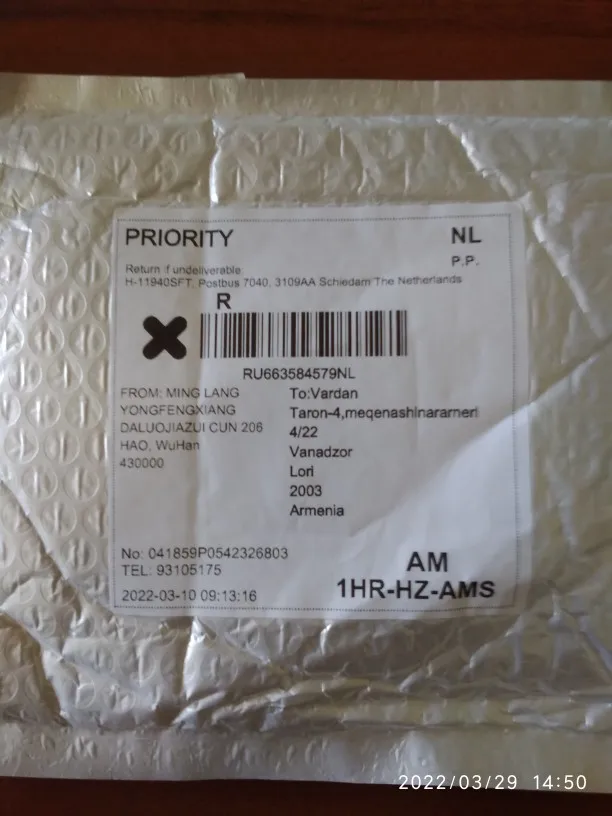 PRIORITY
NL
P.P.
Return if undeliverable
H-11940SFT, Postbus 7040, 3109AA Schiedam The Netherlands
R
RU663584579NL
FROM: MING LANG
YONGFENGXIANG
DALUOJIAZUI CUN 206
HAO, WuHan
430000
To:Vardan
Taron-4,meqenashinararneri
4/22
Vanadzor
Lori
2003
Armenia
No: 041859P0542326803
TEL: 93105175
2022-03-10 09:13:16
AM
1HR-HZ-AMS
2022/03/29 14:50